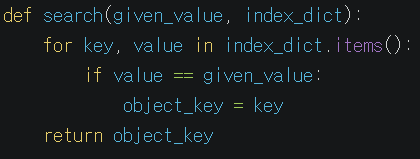 def search(given_value, index_dict):
    for key, value in index_dict.items():
        if value == given_value:
            object_key = key
    return object_key